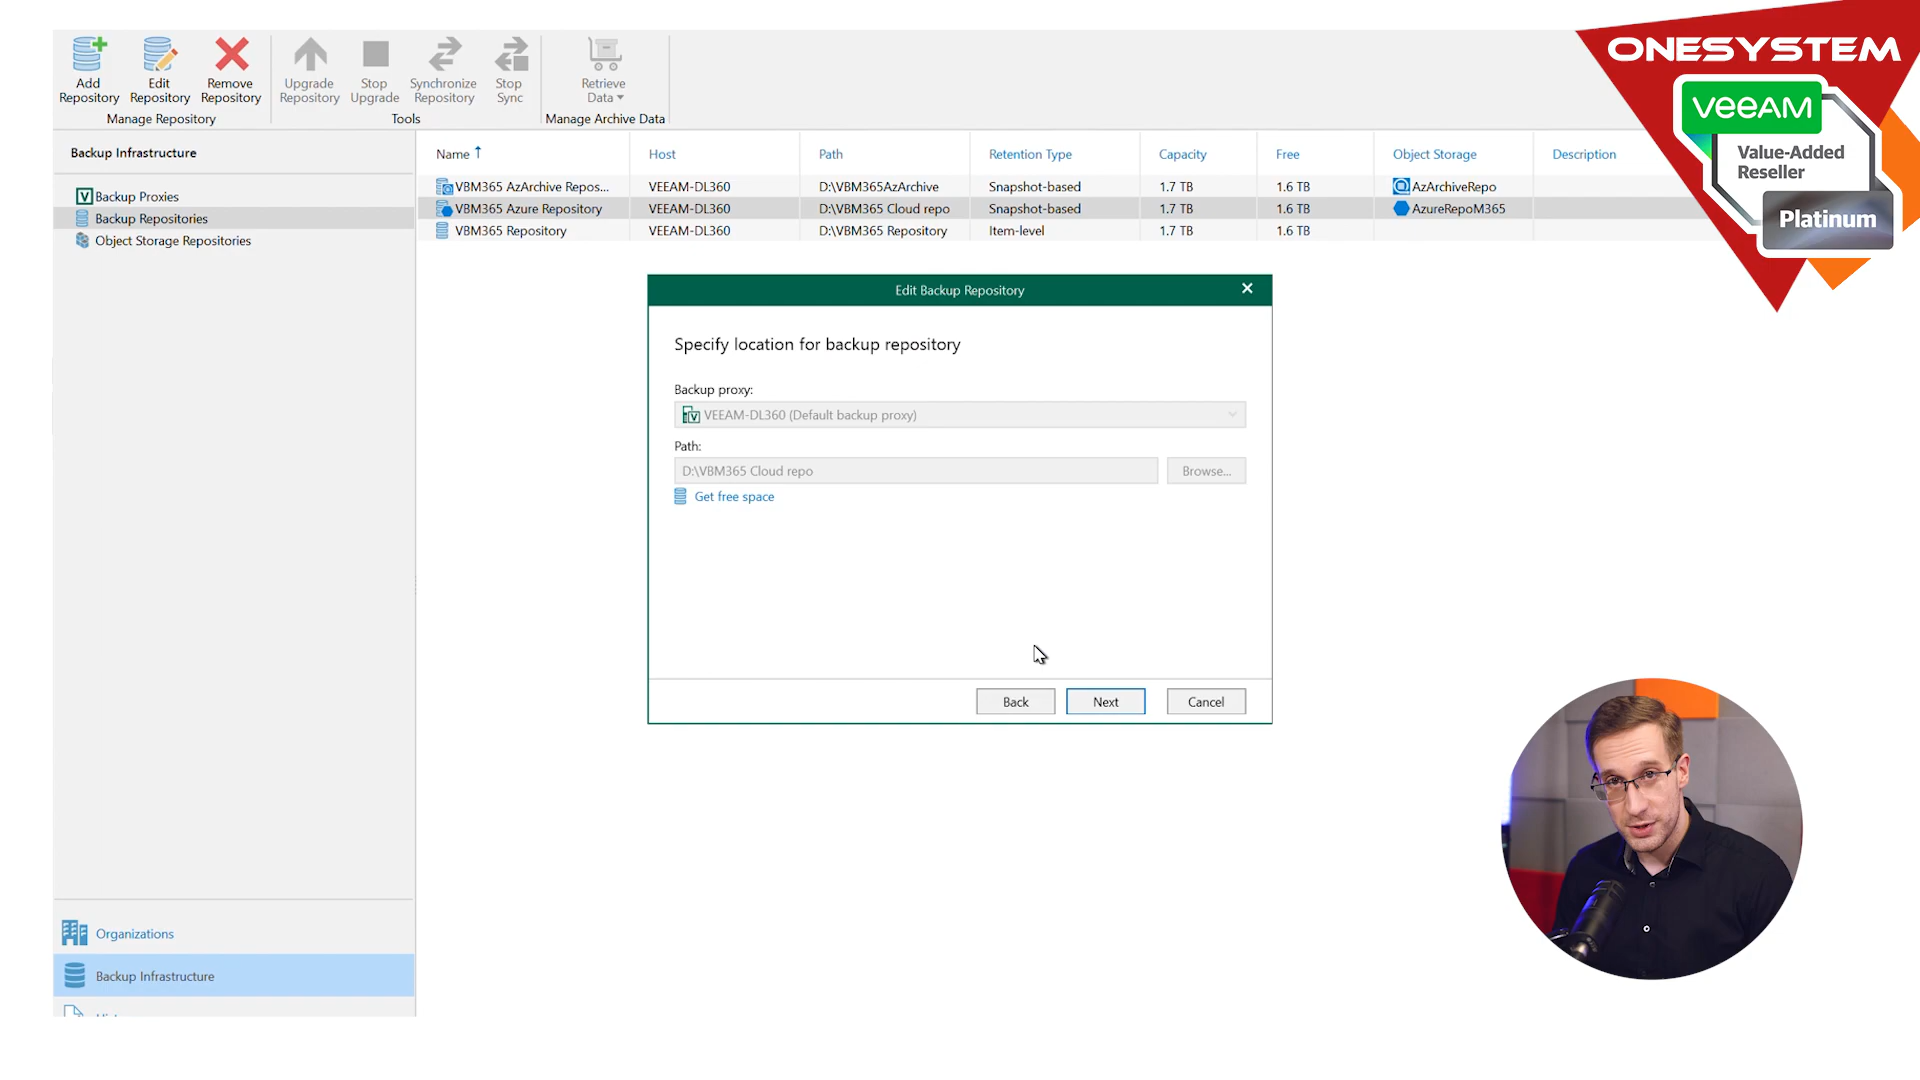 Add Repository
Edit Repository
Remove Repository
Upgrade Repository
Stop Upgrade
Synchronize Repository
Stop Sync
Retrieve Data
Manage Repository
Tools
Manage Archive Data
ONESYSTEM
veeam
Value-Added
Reseller
Platinum
Backup Infrastructure
Backup Proxies
Backup Repositories
Object Storage Repositories
Name Host Path Retention Type Capacity Free Object Storage Description
VBM365 AzArchive Repos... VEEAM-DL360 D:\VBM365AzArchive Snapshot-based 1.7 TB 1.6 TB AzArchiveRepo
VBM365 Azure Repository VEEAM-DL360 D:\VBM365 Cloud repo Snapshot-based 1.7 TB 1.6 TB AzureRepoM365
VBM365 Repository VEEAM-DL360 D:\VBM365 Repository Item-level 1.7 TB 1.6 TB
Edit Backup Repository
Specify location for backup repository
Backup proxy:
VEEAM-DL360 (Default backup proxy)
Path:
D:\VBM365 Cloud repo
Browse...
Get free space
Back Next Cancel
Organizations
Backup Infrastructure